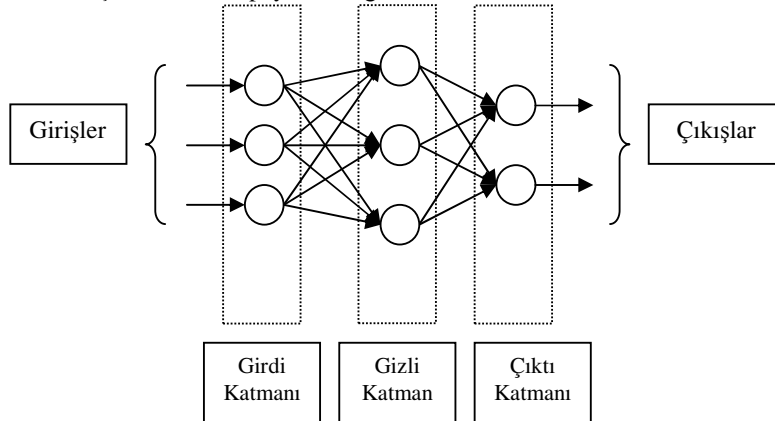 Girişler
Çıkışlar
Girdi
Katmanı
Gizli
Katman
Çıktı
Katmanı